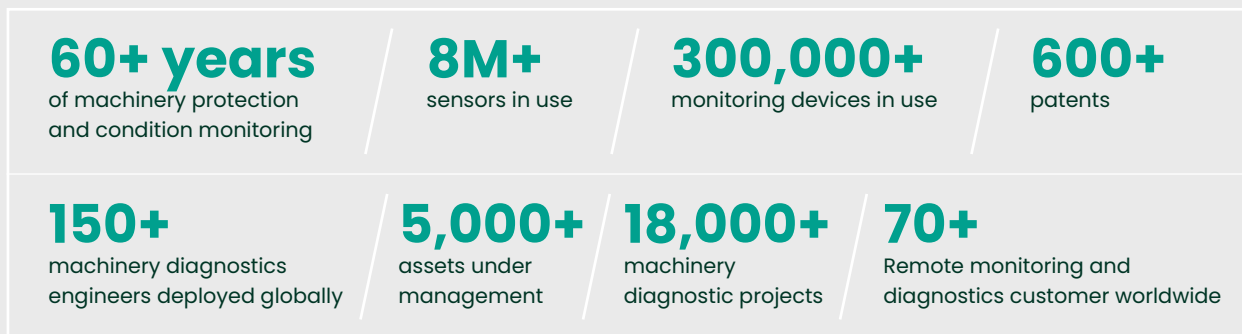 60+ years
of machinery protection
and condition monitoring
8M+
sensors in use
300,000+
monitoring devices in use
600+
patents
150+
machinery diagnostics
engineers deployed globally
5,000+
assets under
management
18,000+
machinery
diagnostic projects
70+
Remote monitoring and
diagnostics customer worldwide